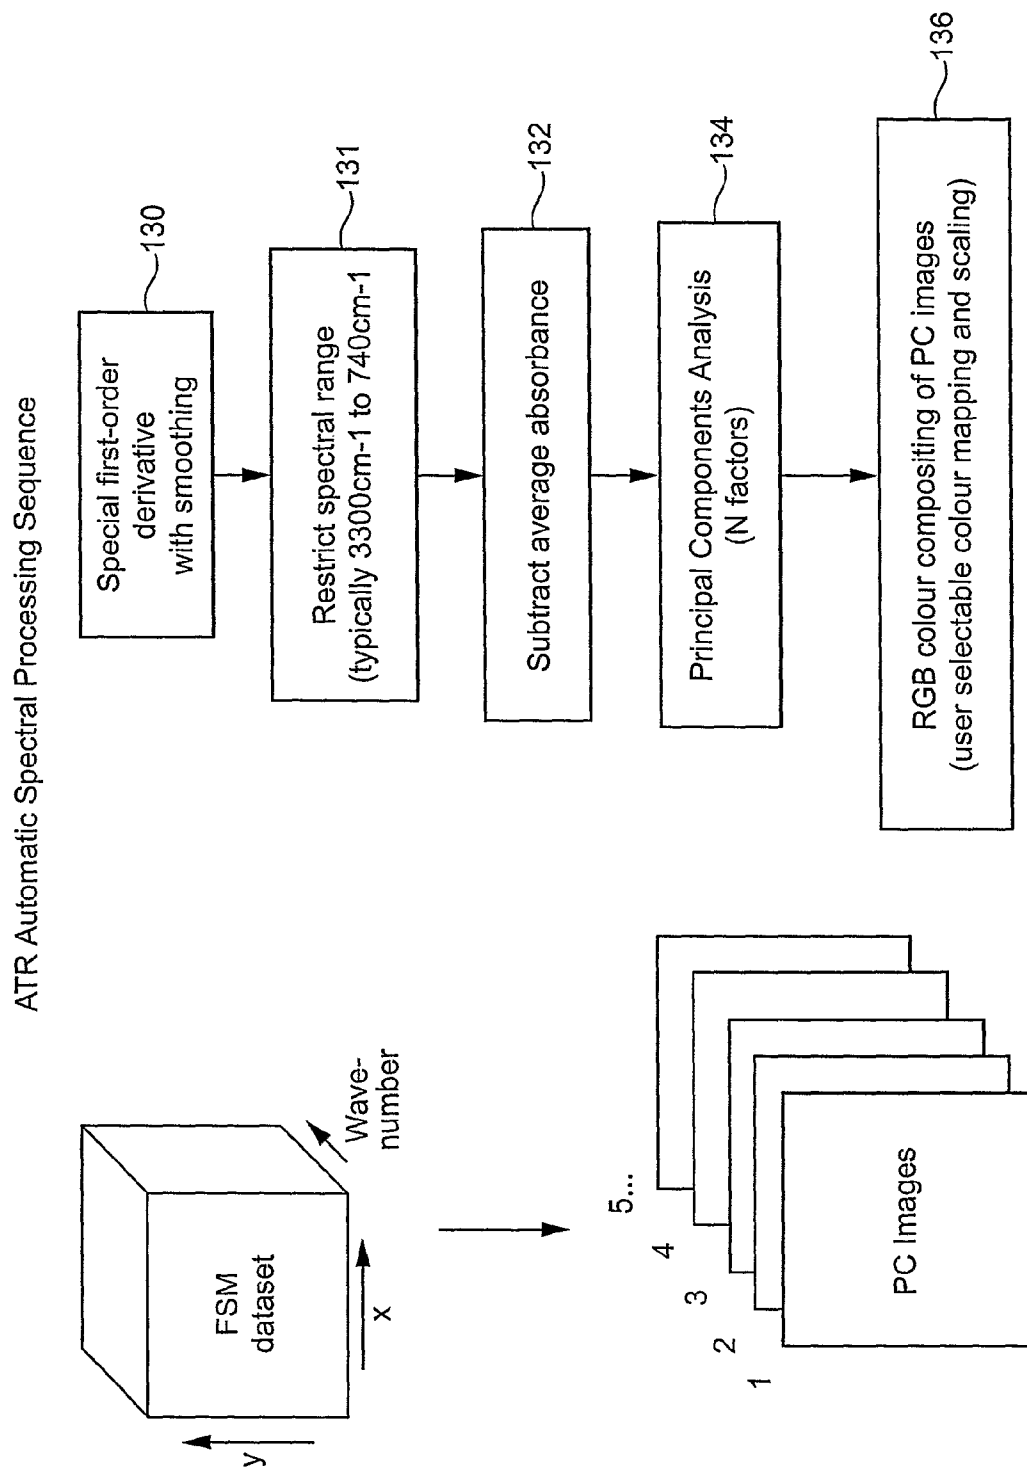 ATR Automatic Spectral Processing Sequence
FSM
dataset
y
x
Wave-
number
1
2
3
4
5...
PC Images
Special first-order
derivative
with smoothing
130
Restrict spectral range
(typically 3300cm-1 to 740cm-1
131
Subtract average absorbance
132
Principal Components Analysis
(N factors)
134
RGB colour compositing of PC images
(user selectable colour mapping and scaling)
136